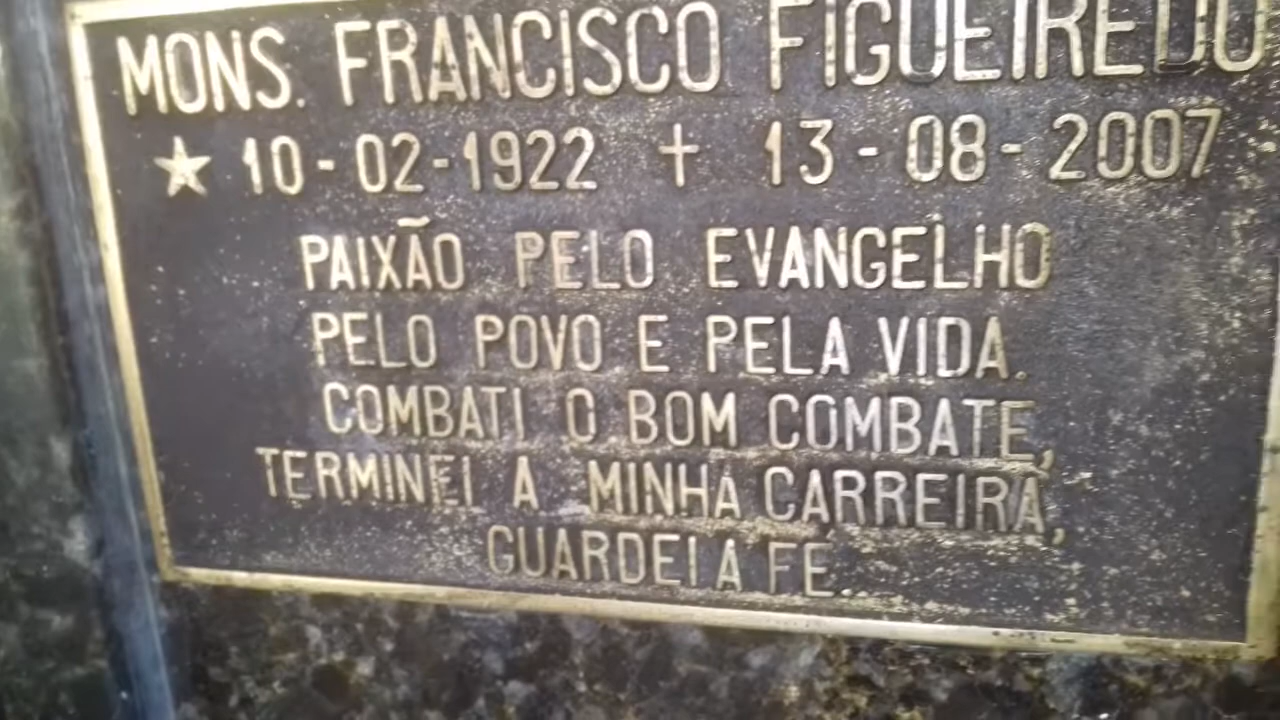 MONS. FRANCISCO FIGUEIREDO
★ 10-02-1922 ✝ 13-08-2007
PAIXÃO PELO EVANGELHO
PELO POVO E PELA VIDA.
COMBATI O BOM COMBATE,
TERMINEI A MINHA CARREIRA,
GUARDEI A FE.